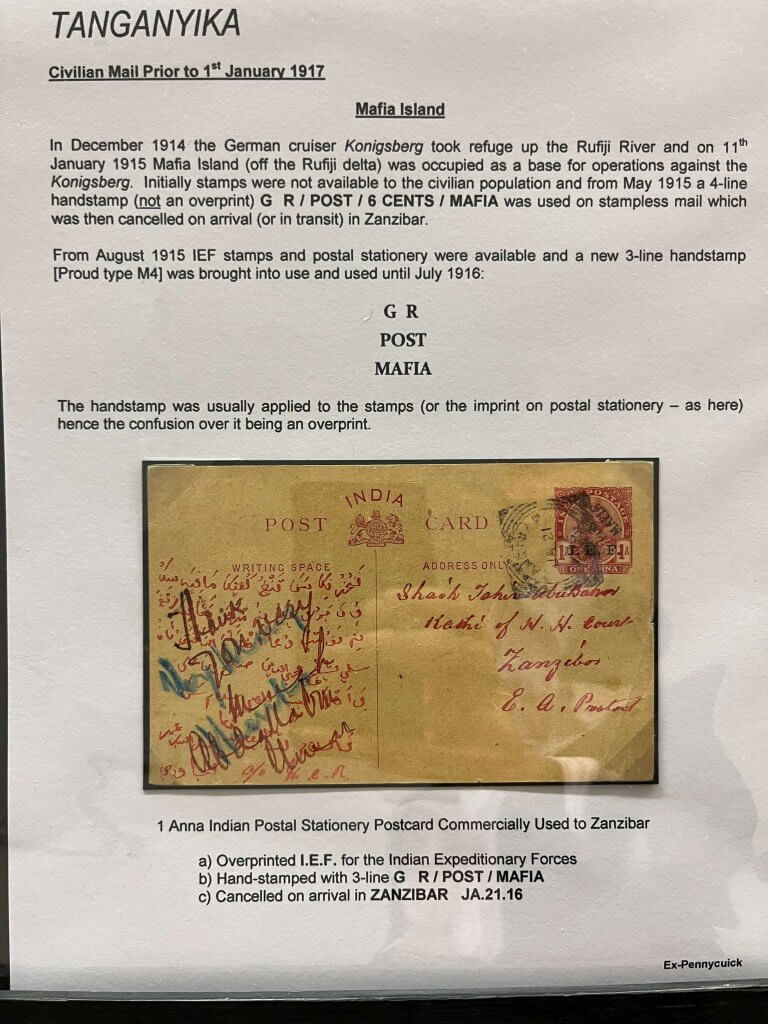 TANGANYIKA
Civilian Mail Prior to 1st January 1917
Mafia Island
In December 1914 the German cruiser Konigsberg took refuge up the Rufiji River and on 11th
January 1915 Mafia Island (off the Rufiji delta) was occupied as a base for operations against the
Konigsberg. Initially stamps were not available to the civilian population and from May 1915 a 4-line
handstamp (not an overprint) G R / POST / 6 CENTS / MAFIA was used on stampless mail which
was then cancelled on arrival (or in transit) in Zanzibar.
From August 1915 IEF stamps and postal stationery were available and a new 3-line handstamp
[Proud type M4] was brought into use and used until July 1916:
G R
POST
MAFIA
The handstamp was usually applied to the stamps (or the imprint on postal stationery – as here)
hence the confusion over it being an overprint.
INDIA
POST CARD
WRITING SPACE
ADDRESS ONLY
POSTAGE
1A I.E.F. 1A
ONE ANNA
Shaik Taher
Kathi of H. H. Court
Zanzibar
E. A.
1 Anna Indian Postal Stationery Postcard Commercially Used to Zanzibar
a) Overprinted I.E.F. for the Indian Expeditionary Forces
b) Hand-stamped with 3-line G R / POST / MAFIA
c) Cancelled on arrival in ZANZIBAR JA.21.16
Ex-Pennycuick